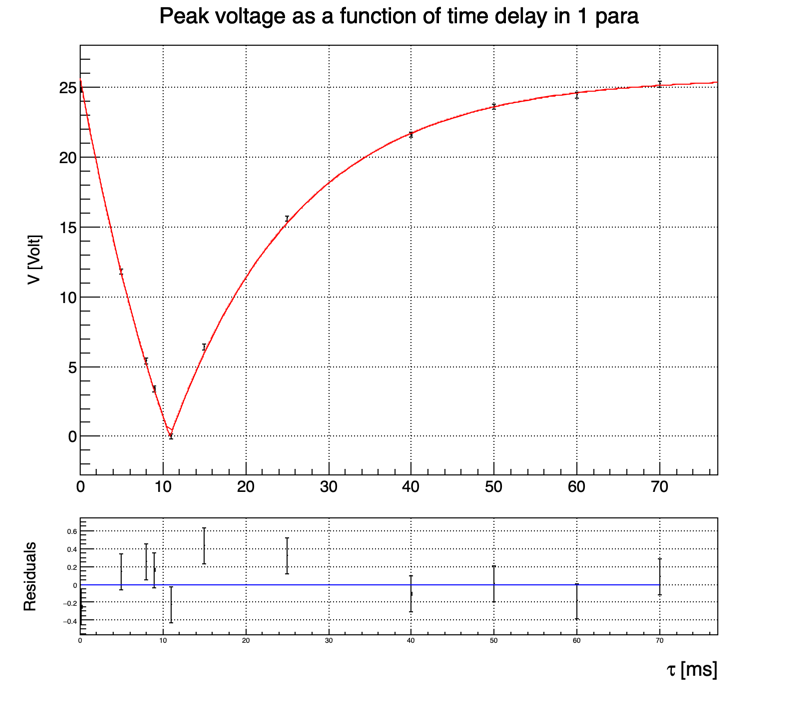 Peak voltage as a function of time delay in 1 para
V [Volt]
25
20
15
10
5
0
0 10 20 30 40 50 60 70
Residuals
0.6
0.4
0.2
0
−0.2
−0.4
0 10 20 30 40 50 60 70
τ [ms]